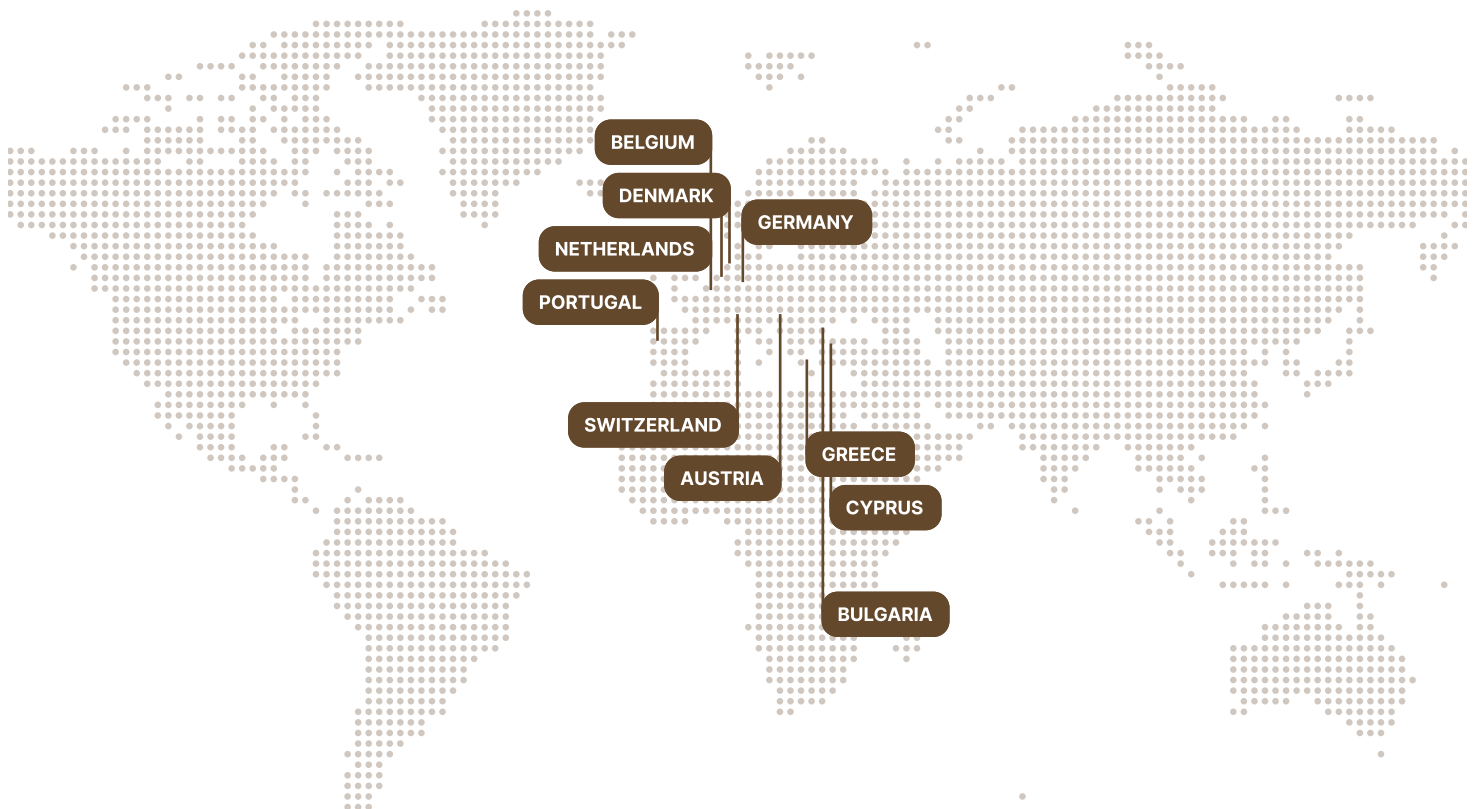 BELGIUM
DENMARK
GERMANY
NETHERLANDS
PORTUGAL
SWITZERLAND
GREECE
AUSTRIA
CYPRUS
BULGARIA